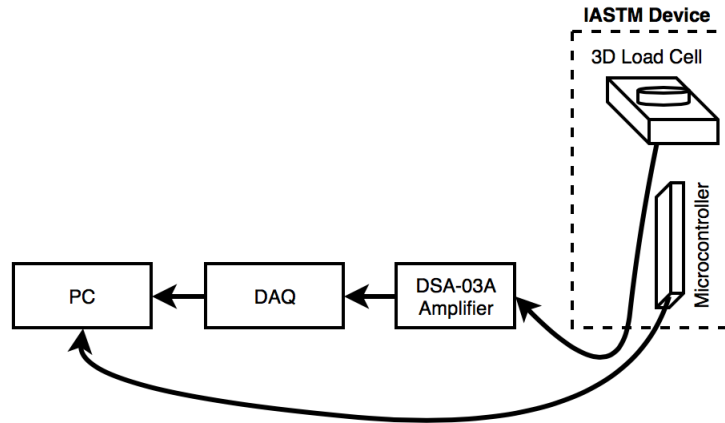 IASTM Device
3D Load Cell
Microcontroller
PC
DAQ
DSA-03A
Amplifier